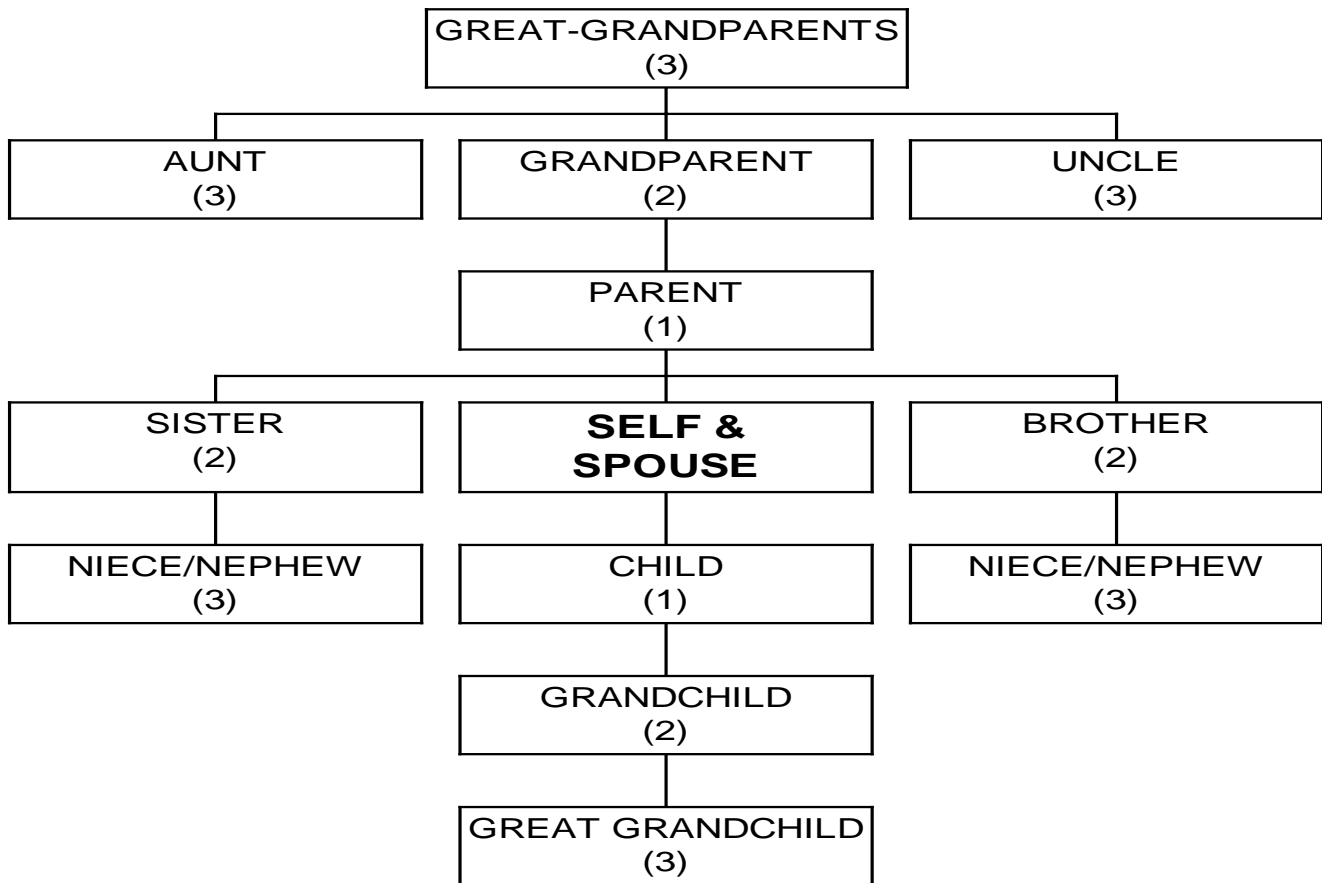 GREAT-GRANDPARENTS
(3)
AUNT
(3)
GRANDPARENT
(2)
UNCLE
(3)
PARENT
(1)
SISTER
(2)
SELF &
SPOUSE
BROTHER
(2)
NIECE/NEPHEW
(3)
CHILD
(1)
NIECE/NEPHEW
(3)
GRANDCHILD
(2)
GREAT GRANDCHILD
(3)